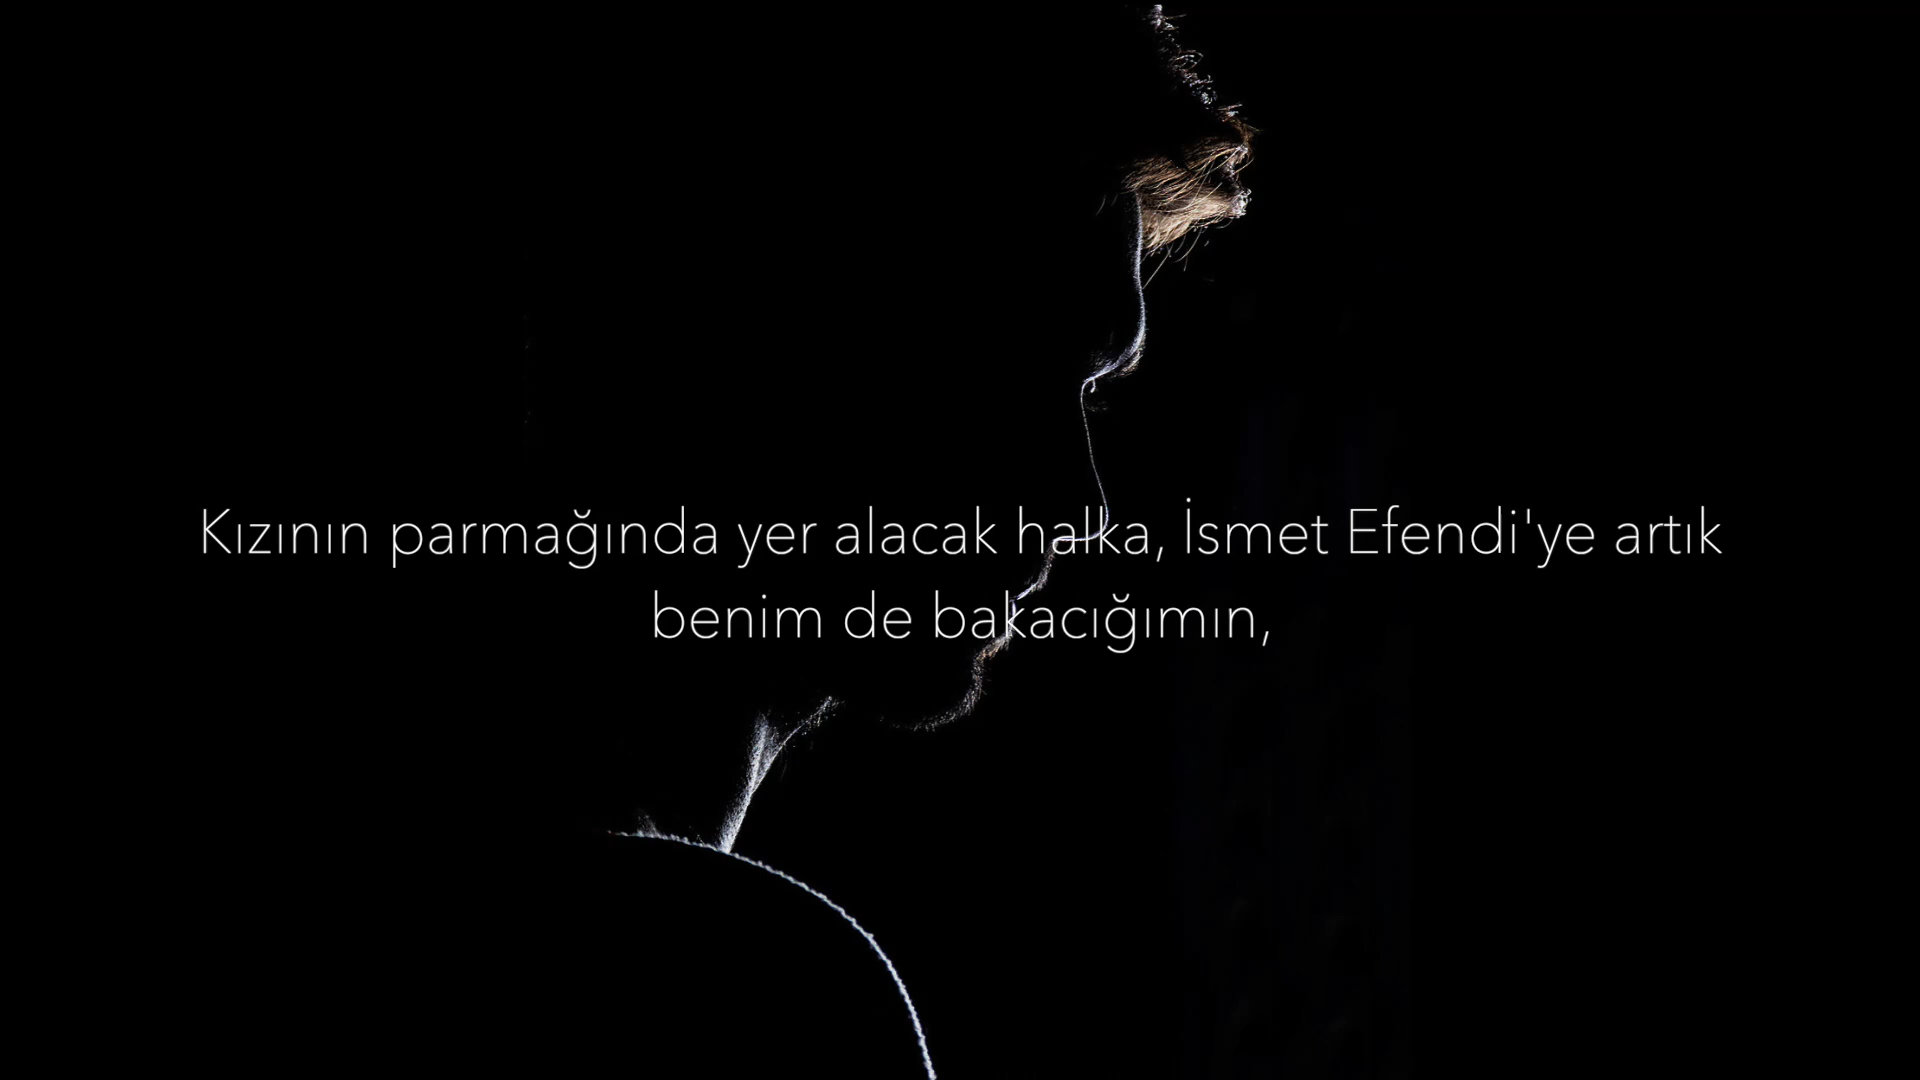 Kızının parmağında yer alacak halka, İsmet Efendi'ye artık
benim de bakacığımın,